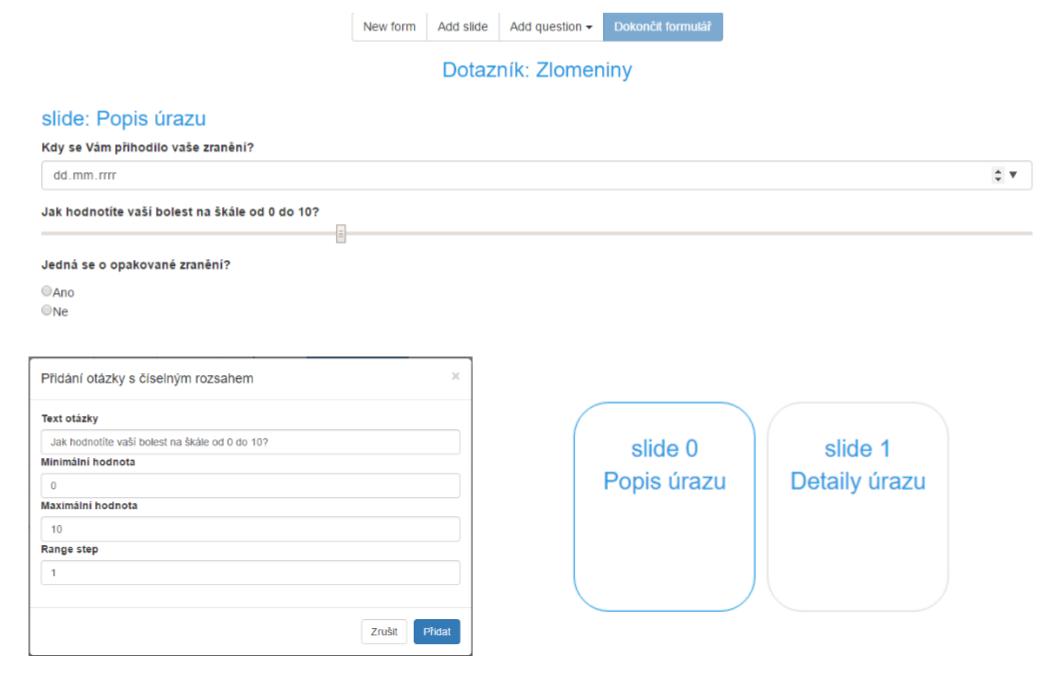 New form Add slide Add question Dokončit formulář
Dotazník: Zlomeniny
slide: Popis úrazu
Kdy se Vám přihodilo vaše zranění?
dd.mm.rrrr
Jak hodnotíte vaší bolest na škále od 0 do 10?
Jedná se o opakované zranění?
Ano
Ne
Přidání otázky s číselným rozsahem ×
Text otázky
Jak hodnotíte vaší bolest na škále od 0 do 10?
Minimální hodnota
0
Maximální hodnota
10
Range step
1
Zrušit Přidat
slide 0
Popis úrazu
slide 1
Detaily úrazu